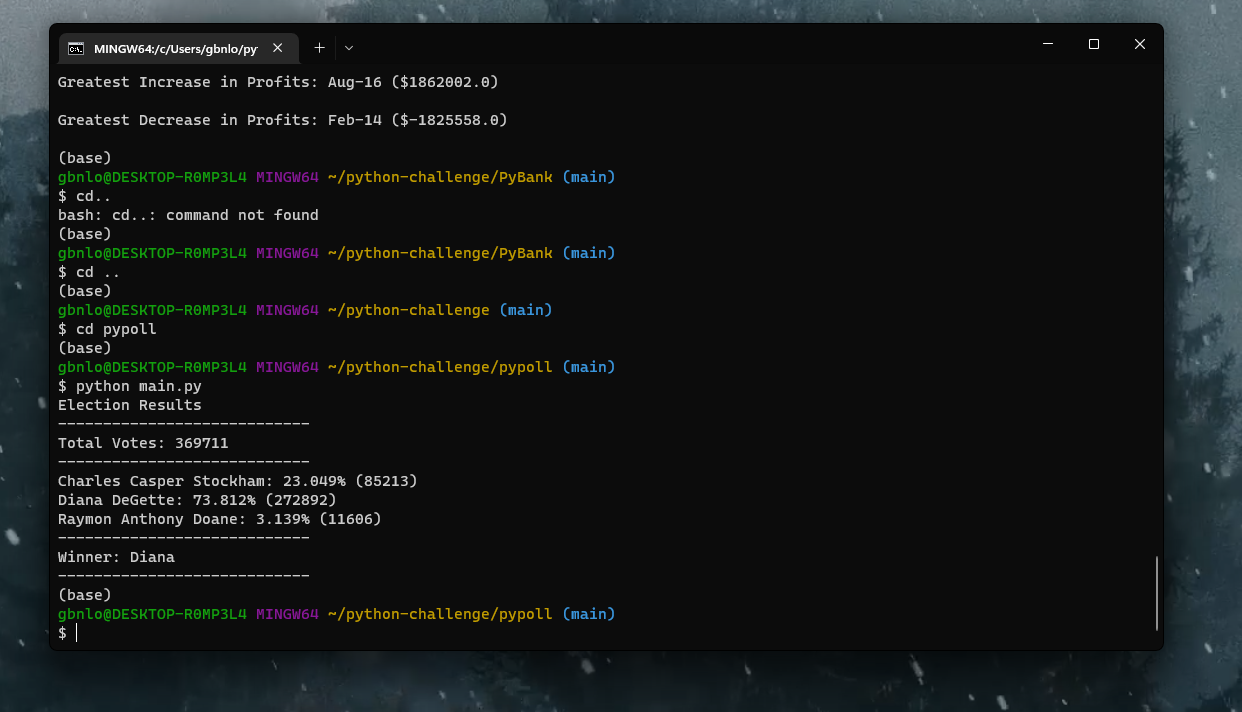 MINGW64:/c/Users/gbnlo/py
Greatest Increase in Profits: Aug-16 ($1862002.0)
Greatest Decrease in Profits: Feb-14 ($-1825558.0)
(base)
gbnlo@DESKTOP-R0MP3L4 MINGW64 ~/python-challenge/PyBank (main)
$ cd..
bash: cd..: command not found
(base)
gbnlo@DESKTOP-R0MP3L4 MINGW64 ~/python-challenge/PyBank (main)
$ cd ..
(base)
gbnlo@DESKTOP-R0MP3L4 MINGW64 ~/python-challenge (main)
$ cd pypoll
(base)
gbnlo@DESKTOP-R0MP3L4 MINGW64 ~/python-challenge/pypoll (main)
$ python main.py
Election Results
----------------------------
Total Votes: 369711
----------------------------
Charles Casper Stockham: 23.049% (85213)
Diana DeGette: 73.812% (272892)
Raymon Anthony Doane: 3.139% (11606)
----------------------------
Winner: Diana
----------------------------
(base)
gbnlo@DESKTOP-R0MP3L4 MINGW64 ~/python-challenge/pypoll (main)
$